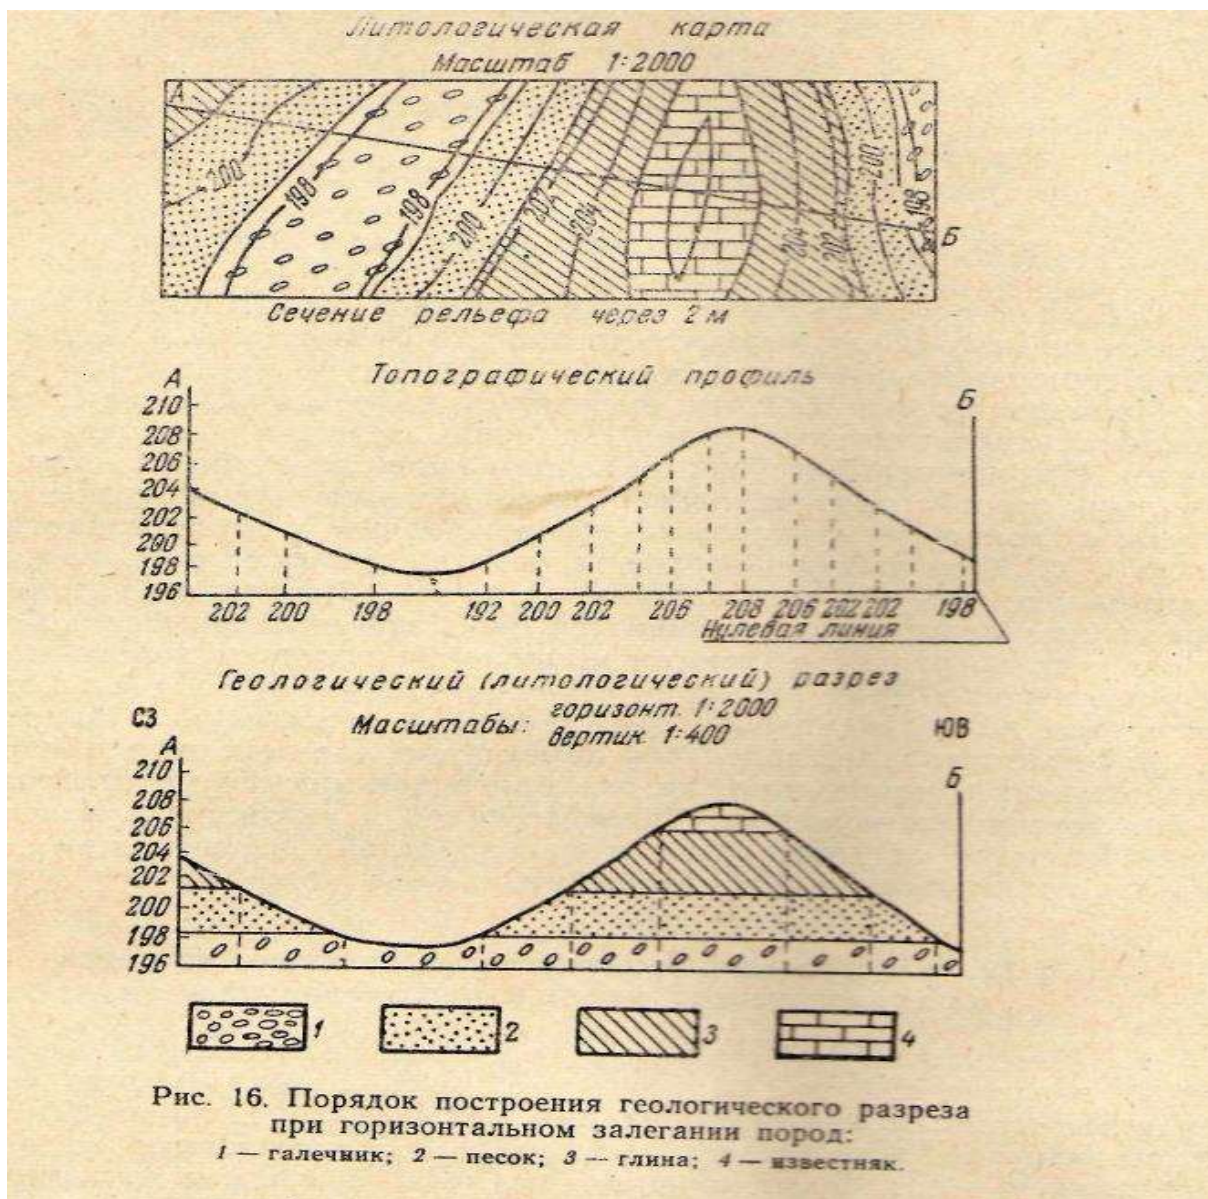 Литологическая карта
Масштаб 1:2000
А
200 198 198 200 202 204 204 202 200 198
Б
Сечение рельефа через 2 м
Топографический профиль
А
Б
210
208
206
204
202
200
198
196
202 200 198 192 200 202 206 208 206 202 202 198
Нулевая линия
Геологический (литологический) разрез
СЗ Масштабы: горизонт. 1:2000 ЮВ
вертик. 1:400
А
Б
210
208
206
204
202
200
198
196
1 2 3 4
Рис. 16. Порядок построения геологического разреза
при горизонтальном залегании пород:
1 — галечник; 2 — песок; 3 — глина; 4 — известняк.